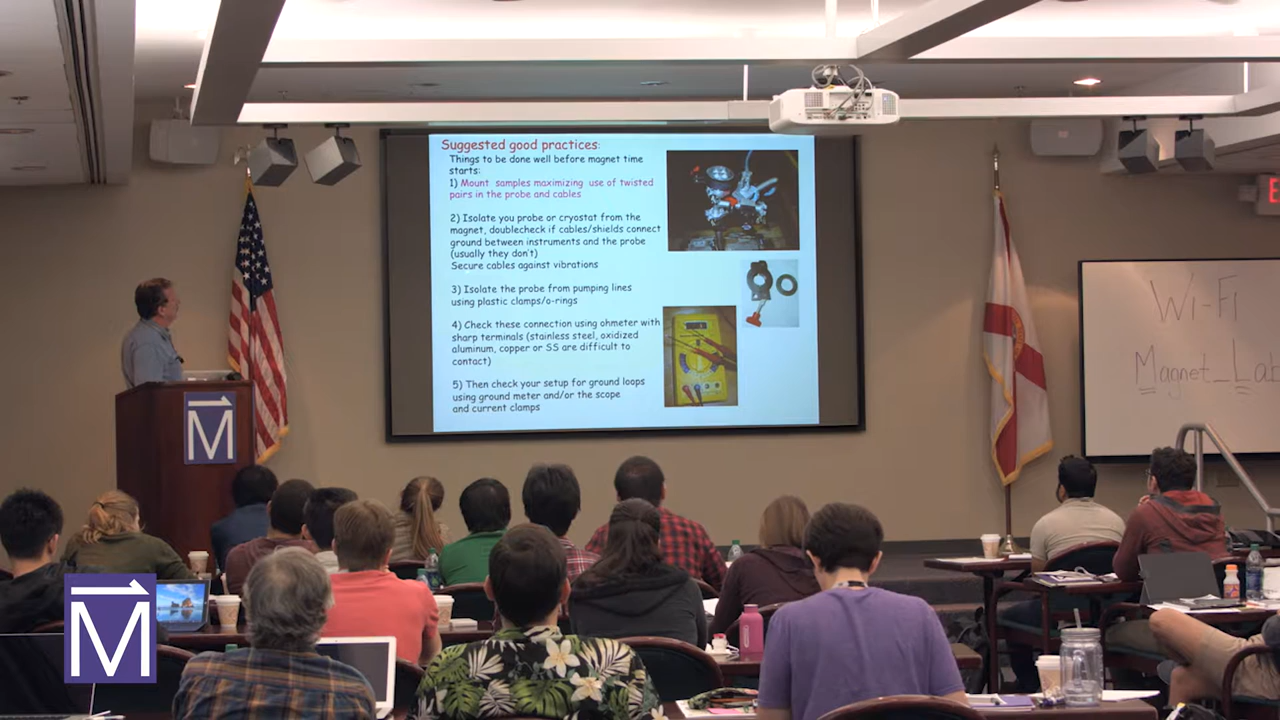 Suggested good practices:
Things to be done well before magnet time
starts:
1) Mount samples maximizing use of twisted
pairs in the probe and cables
2) Isolate you probe or cryostat from the
magnet, doublecheck if cables/shields connect
ground between instruments and the probe
(usually they don't)
Secure cables against vibrations
3) Isolate the probe from pumping lines
using plastic clamps/o-rings
4) Check these connection using ohmeter with
sharp terminals (stainless steel, oxidized
aluminum, copper or SS are difficult to
contact)
5) Then check your setup for ground loops
using ground meter and/or the scope
and current clamps
Wi-Fi
Magnet_Lab
M
M
E